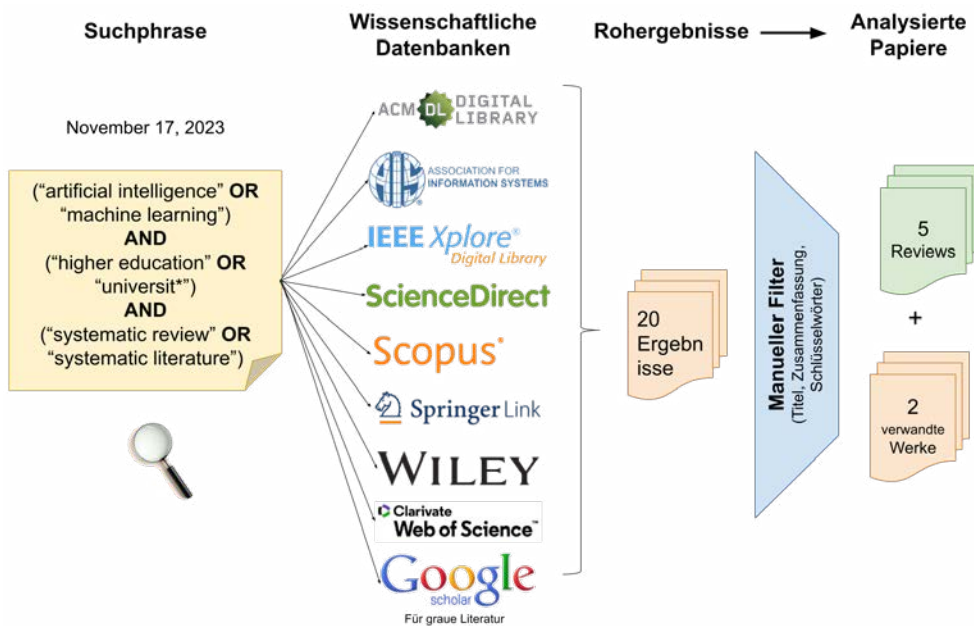 Suchphrase
Wissenschaftliche
Datenbanken
Rohergebnisse
Analysierte
Papiere
November 17, 2023
(“artificial intelligence” OR
“machine learning”)
AND
(“higher education” OR
“universit*”)
AND
(“systematic review” OR
“systematic literature”)
ACM DL DIGITAL
LIBRARY
ASSOCIATION FOR
INFORMATION SYSTEMS
IEEE Xplore®
Digital Library
ScienceDirect
Scopus®
Springer Link
WILEY
Clarivate
Web of Science™
Google
scholar
Für graue Literatur
20
Ergebn
isse
Manueller Filter
(Titel, Zusammenfassung,
Schlüsselwörter)
5
Reviews
+
2
verwandte
Werke